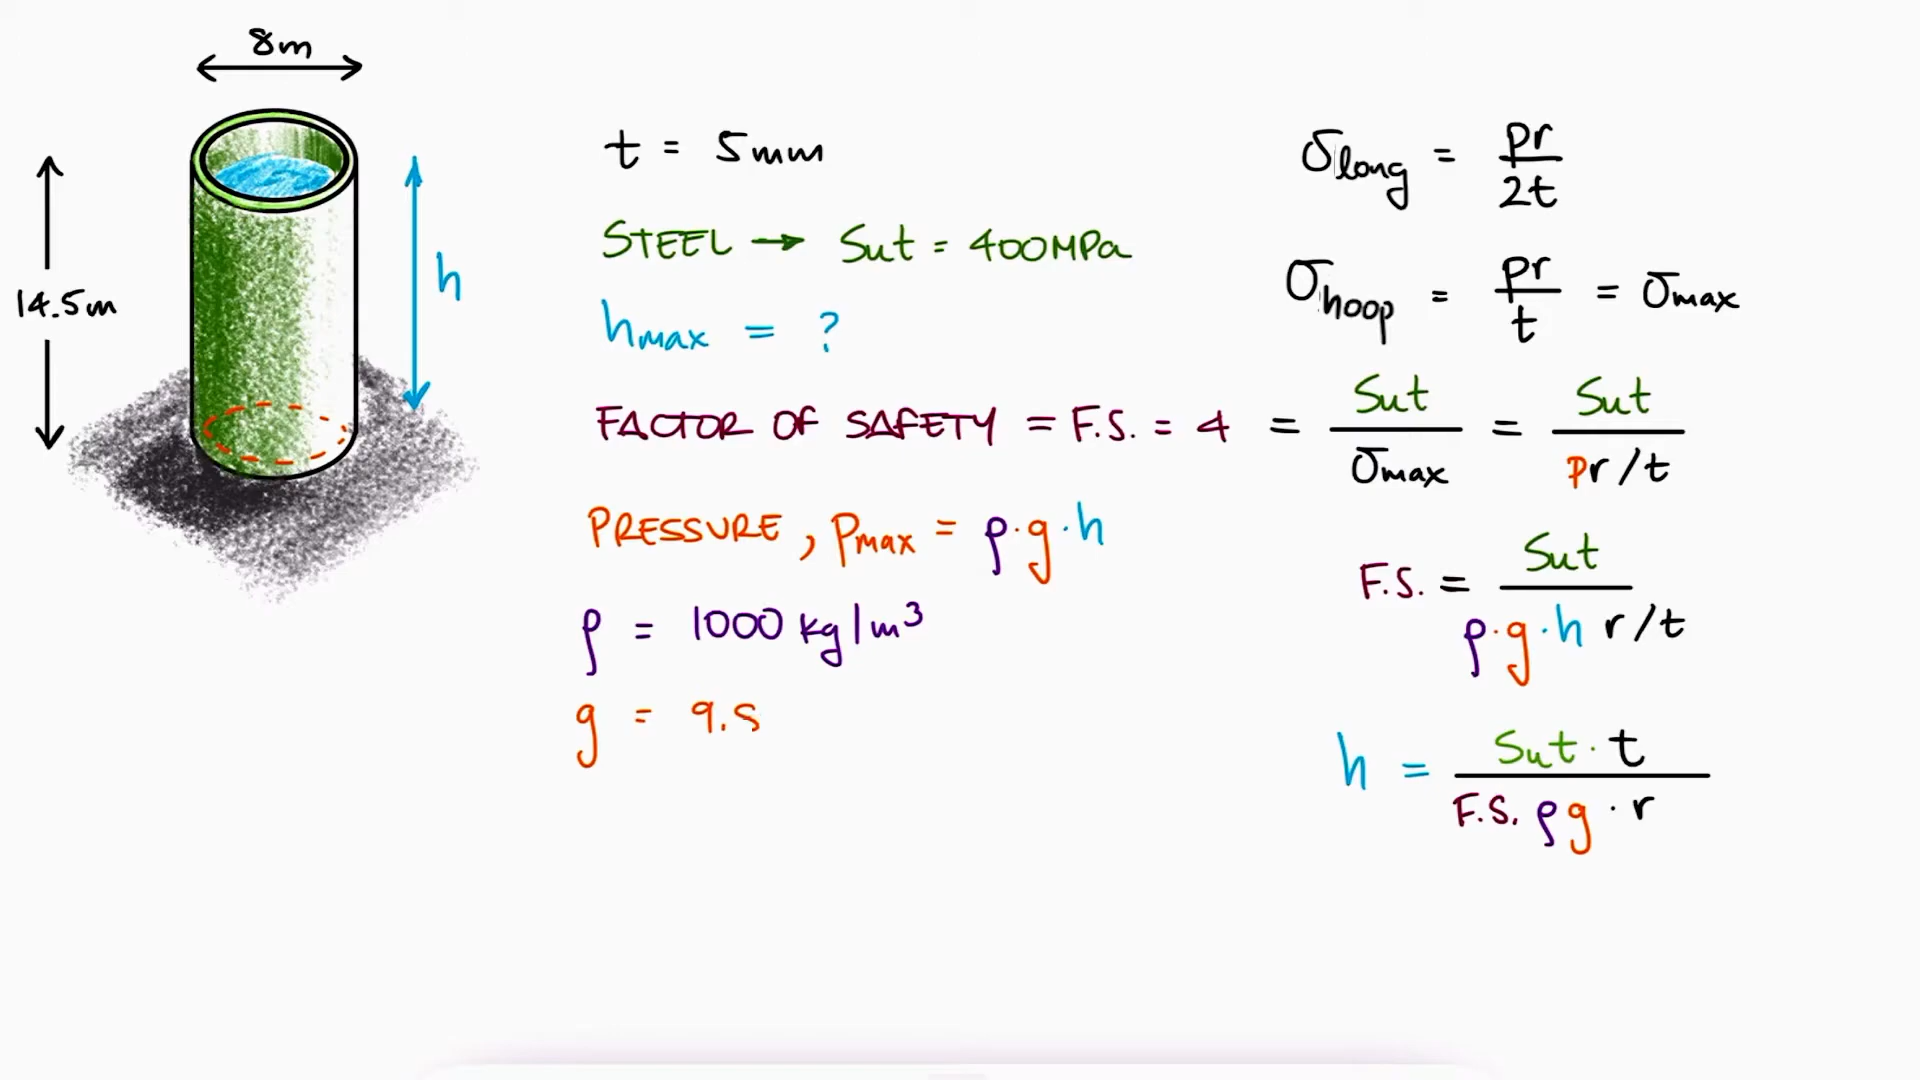 8m
14.5m
h
t = 5mm
STEEL → Sut = 400MPa
hmax = ?
FACTOR OF SAFETY = F.S. = 4 = Sut / σmax = Sut / pr/t
PRESSURE, Pmax = ρ·g·h
ρ = 1000 kg/m³
g = 9.8
σlong = pr / 2t
σhoop = pr / t = σmax
F.S. = Sut / ρ·g·h r/t
h = Sut·t / F.S. ρg·r